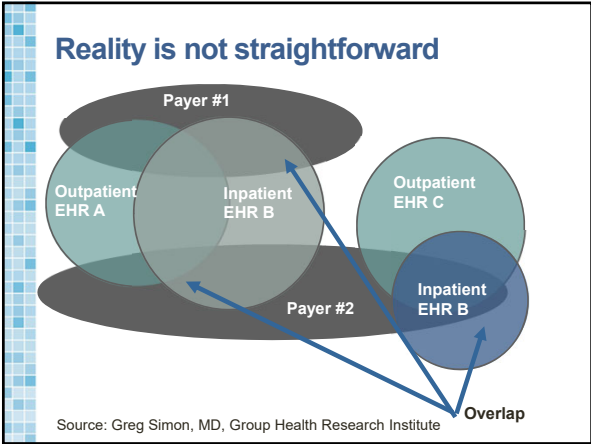 Reality is not straightforward
Payer #1
Outpatient
EHR A
Inpatient
EHR B
Outpatient
EHR C
Inpatient
EHR B
Payer #2
Overlap
Source: Greg Simon, MD, Group Health Research Institute